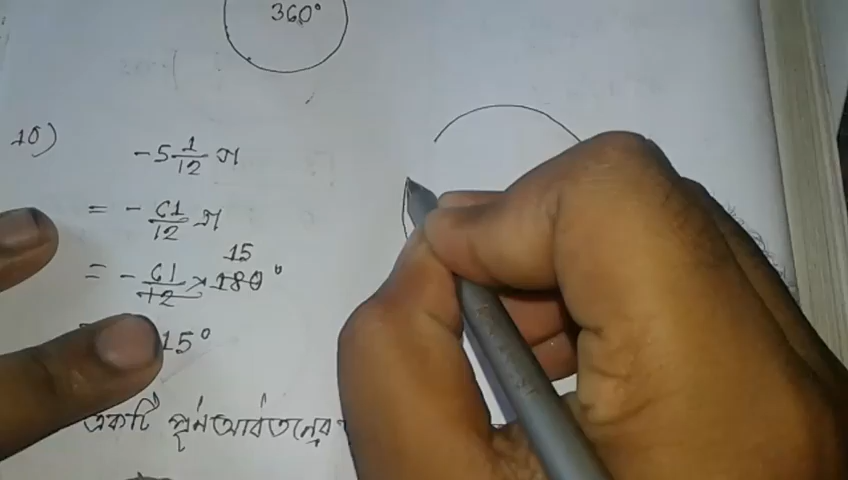 360°
10)
-5 1/12 π
= - 61/12 π
15
= - 61/12 × 180°
15°
একটি পূর্ন আবর্তনের